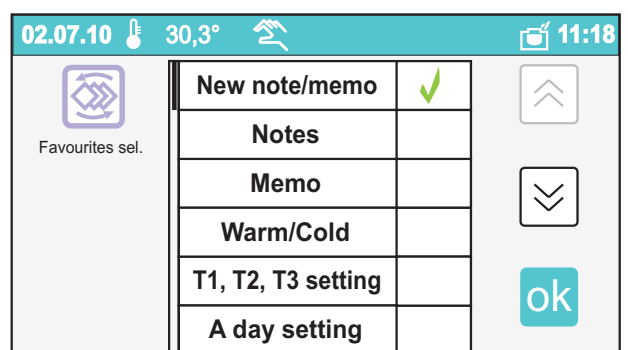 02.07.10 30,3° 11:18
Favourites sel.
New note/memo
Notes
Memo
Warm/Cold
T1, T2, T3 setting
A day setting
ok